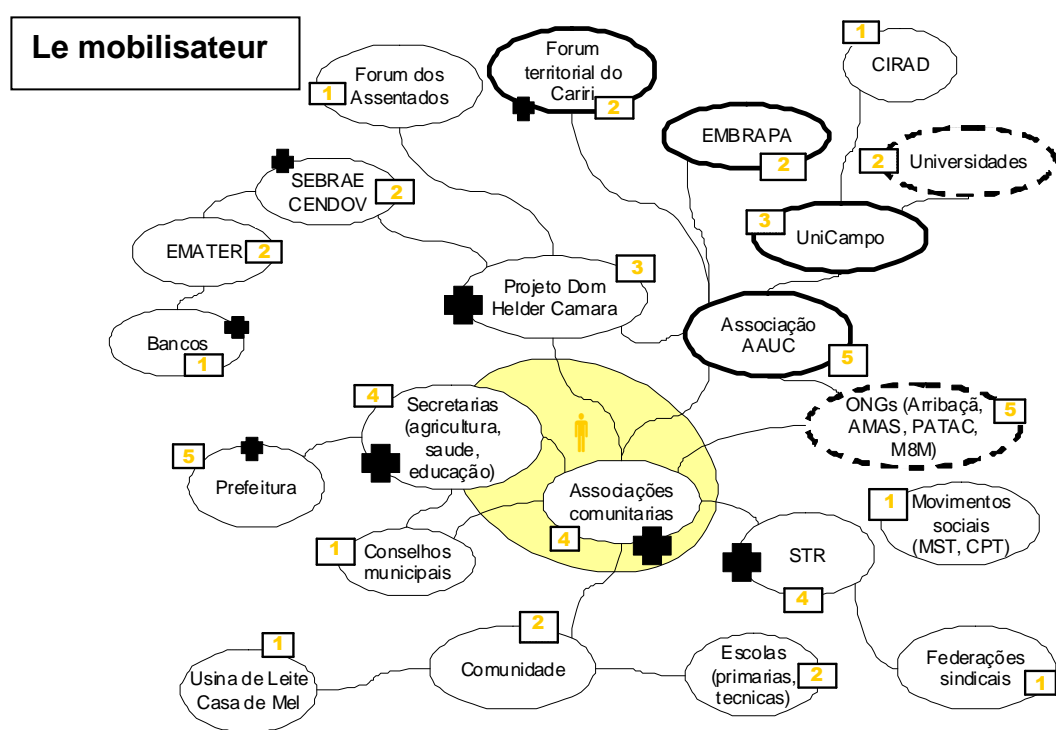 Le mobilisateur
1
Forum dos
Assentados
Forum
territorial do
Cariri
2
1
CIRAD
EMBRAPA
2
2
Universidades
SEBRAE
CENDOV
2
3
UniCampo
EMATER
2
3
Projeto Dom
Helder Camara
Bancos
1
Associação
AAUC
5
4
Secretarias
(agricultura,
saude,
educação)
ONGs (Arribaçã,
AMAS, PATAC,
M8M)
5
5
Prefeitura
Associações
comunitarias
4
1
Movimentos
sociais
(MST, CPT)
1
Conselhos
municipais
STR
4
1
Usina de Leite
Casa de Mel
2
Comunidade
Escolas
(primarias,
tecnicas)
2
Federações
sindicais
1